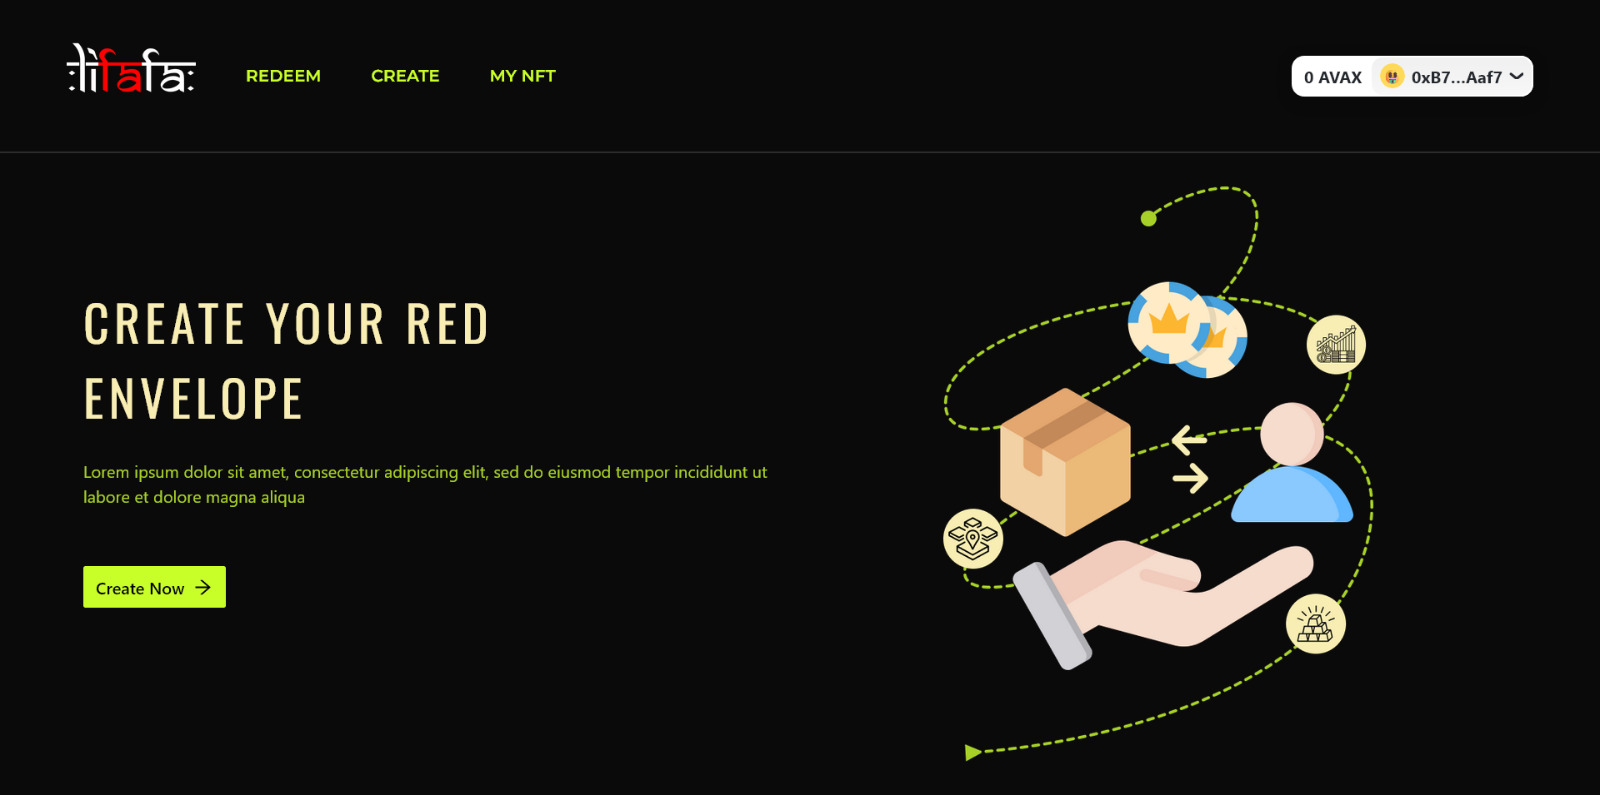 lifafa
REDEEM
CREATE
MY NFT
0 AVAX
0xB7...Aaf7
CREATE YOUR RED
ENVELOPE
Lorem ipsum dolor sit amet, consectetur adipiscing elit, sed do eiusmod tempor incididunt ut
labore et dolore magna aliqua
Create Now